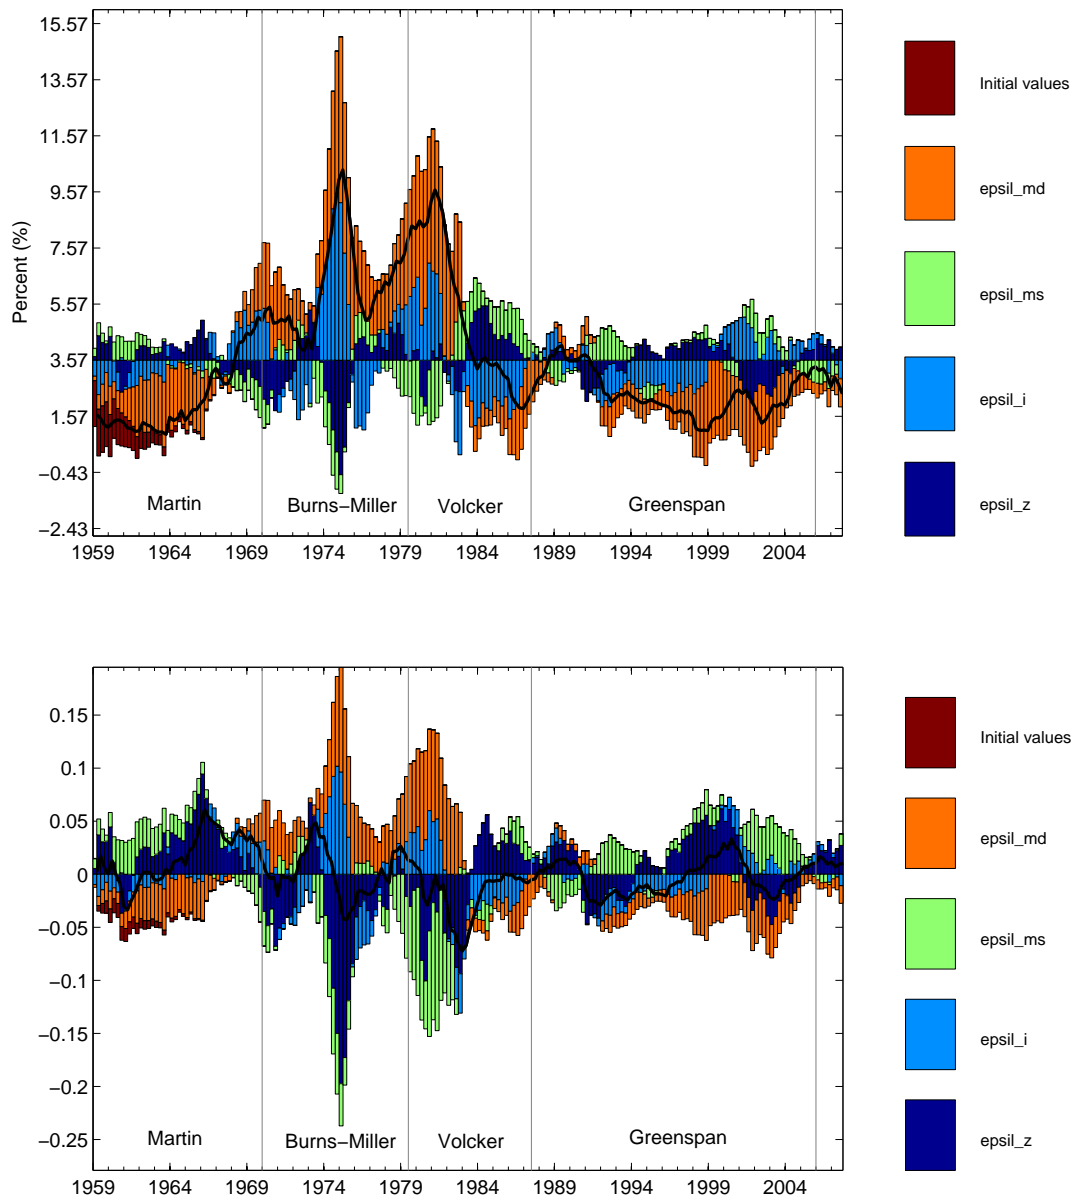 15.57
13.57
11.57
9.57
7.57
5.57
3.57
1.57
−0.43
−2.43
Percent (%)
Martin
Burns−Miller
Volcker
Greenspan
1959 1964 1969 1974 1979 1984 1989 1994 1999 2004
Initial values
epsil_md
epsil_ms
epsil_i
epsil_z
0.15
0.1
0.05
0
−0.05
−0.1
−0.15
−0.2
−0.25
Martin
Burns−Miller
Volcker
Greenspan
1959 1964 1969 1974 1979 1984 1989 1994 1999 2004
Initial values
epsil_md
epsil_ms
epsil_i
epsil_z